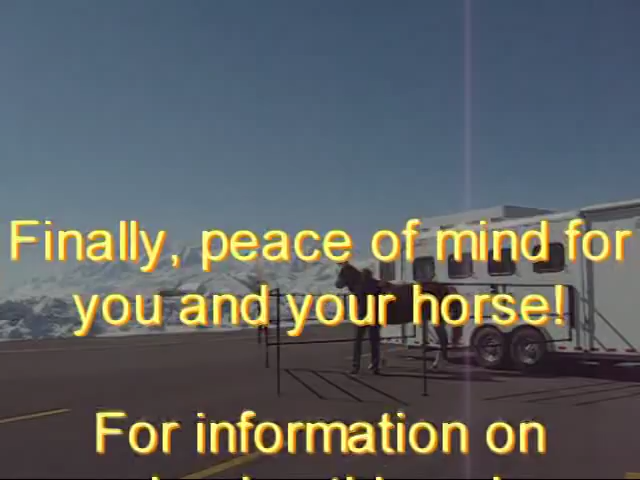 Finally, peace of mind for
you and your horse!
For information on